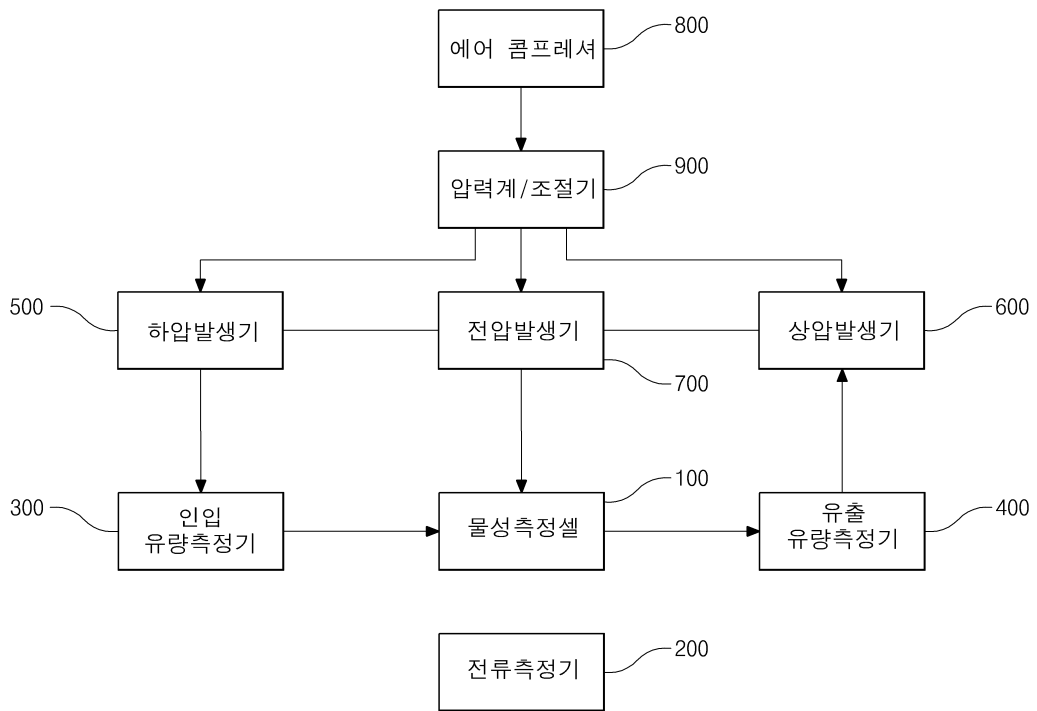 에어 콤프레셔
800
압력계/조절기
900
500
하압발생기
전압발생기
700
상압발생기
600
300
인입
유량측정기
물성측정셀
100
유출
유량측정기
400
전류측정기
200